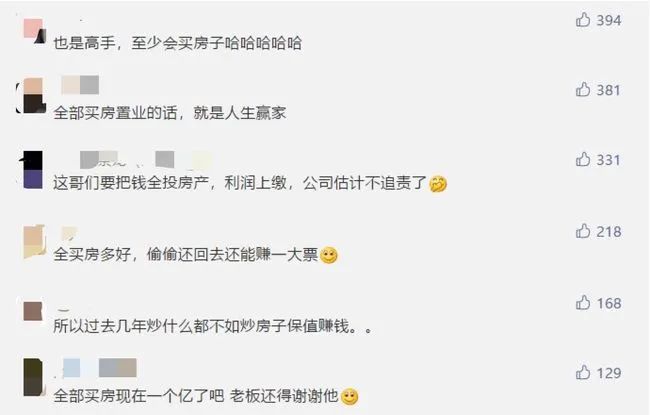 394
也是高手，至少会买房子哈哈哈哈哈
381
全部买房置业的话，就是人生赢家
331
这哥们要把钱全投房产，利润上缴，公司估计不追责了
218
全买房多好，偷偷还回去还能赚一大票
168
所以过去几年炒什么都不如炒房子保值赚钱。。
129
全部买房现在一个亿了吧 老板还得谢谢他